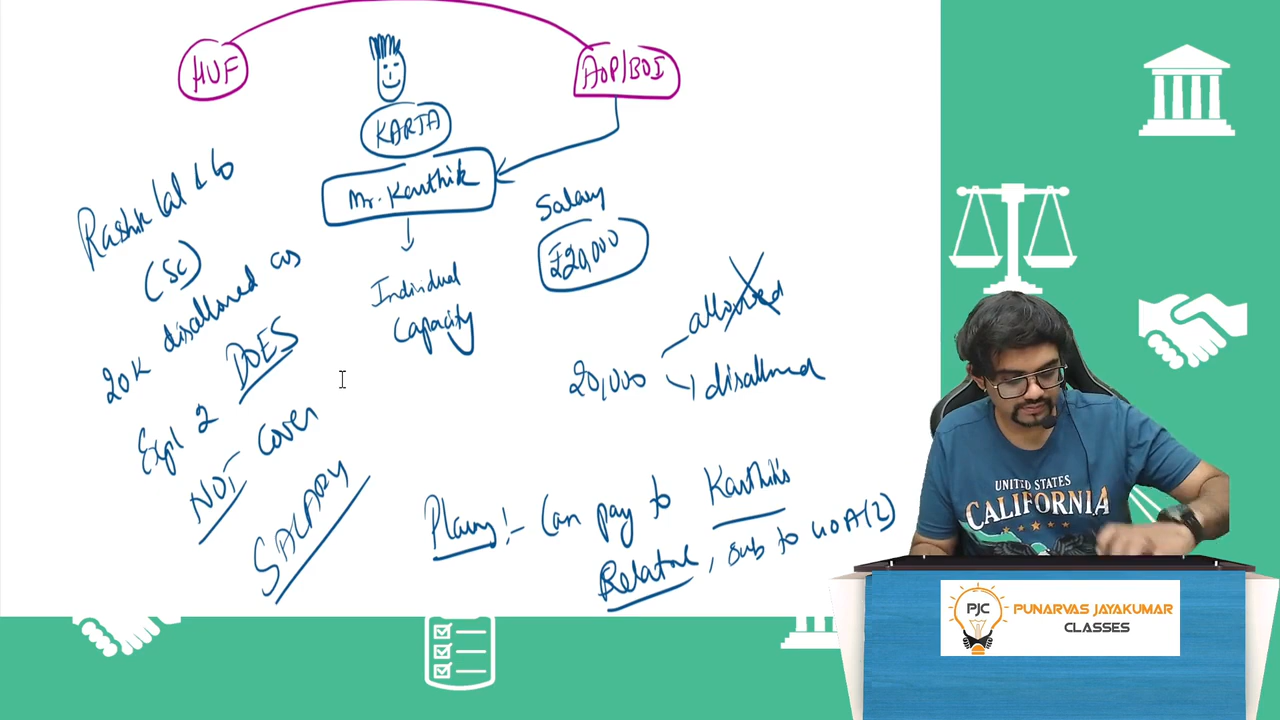 HUF
AOP/BOI
KARTA
Mr. Karthik
Individual
Capacity
Salary
₹20,000
20,000
allowed
disallowed
Rashik lal & Co
(SC)
20K disallowed as
Expl 2 DOES
NOT cover
SALARY
Plang!- Can pay to Karthik's
Relative, sub to 40A(2)
UNITED STATES
CALIFORNIA
PJC
PUNARVAS JAYAKUMAR
CLASSES